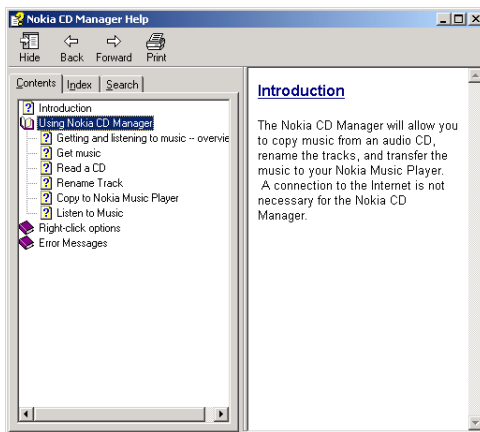 Nokia CD Manager Help
Hide Back Forward Print
Contents Index Search
Introduction
Using Nokia CD Manager
Getting and listening to music -- overvie
Get music
Read a CD
Rename Track
Copy to Nokia Music Player
Listen to Music
Right-click options
Error Messages
Introduction
The Nokia CD Manager will allow you
to copy music from an audio CD,
rename the tracks, and transfer the
music to your Nokia Music Player.
A connection to the Internet is not
necessary for the Nokia CD
Manager.